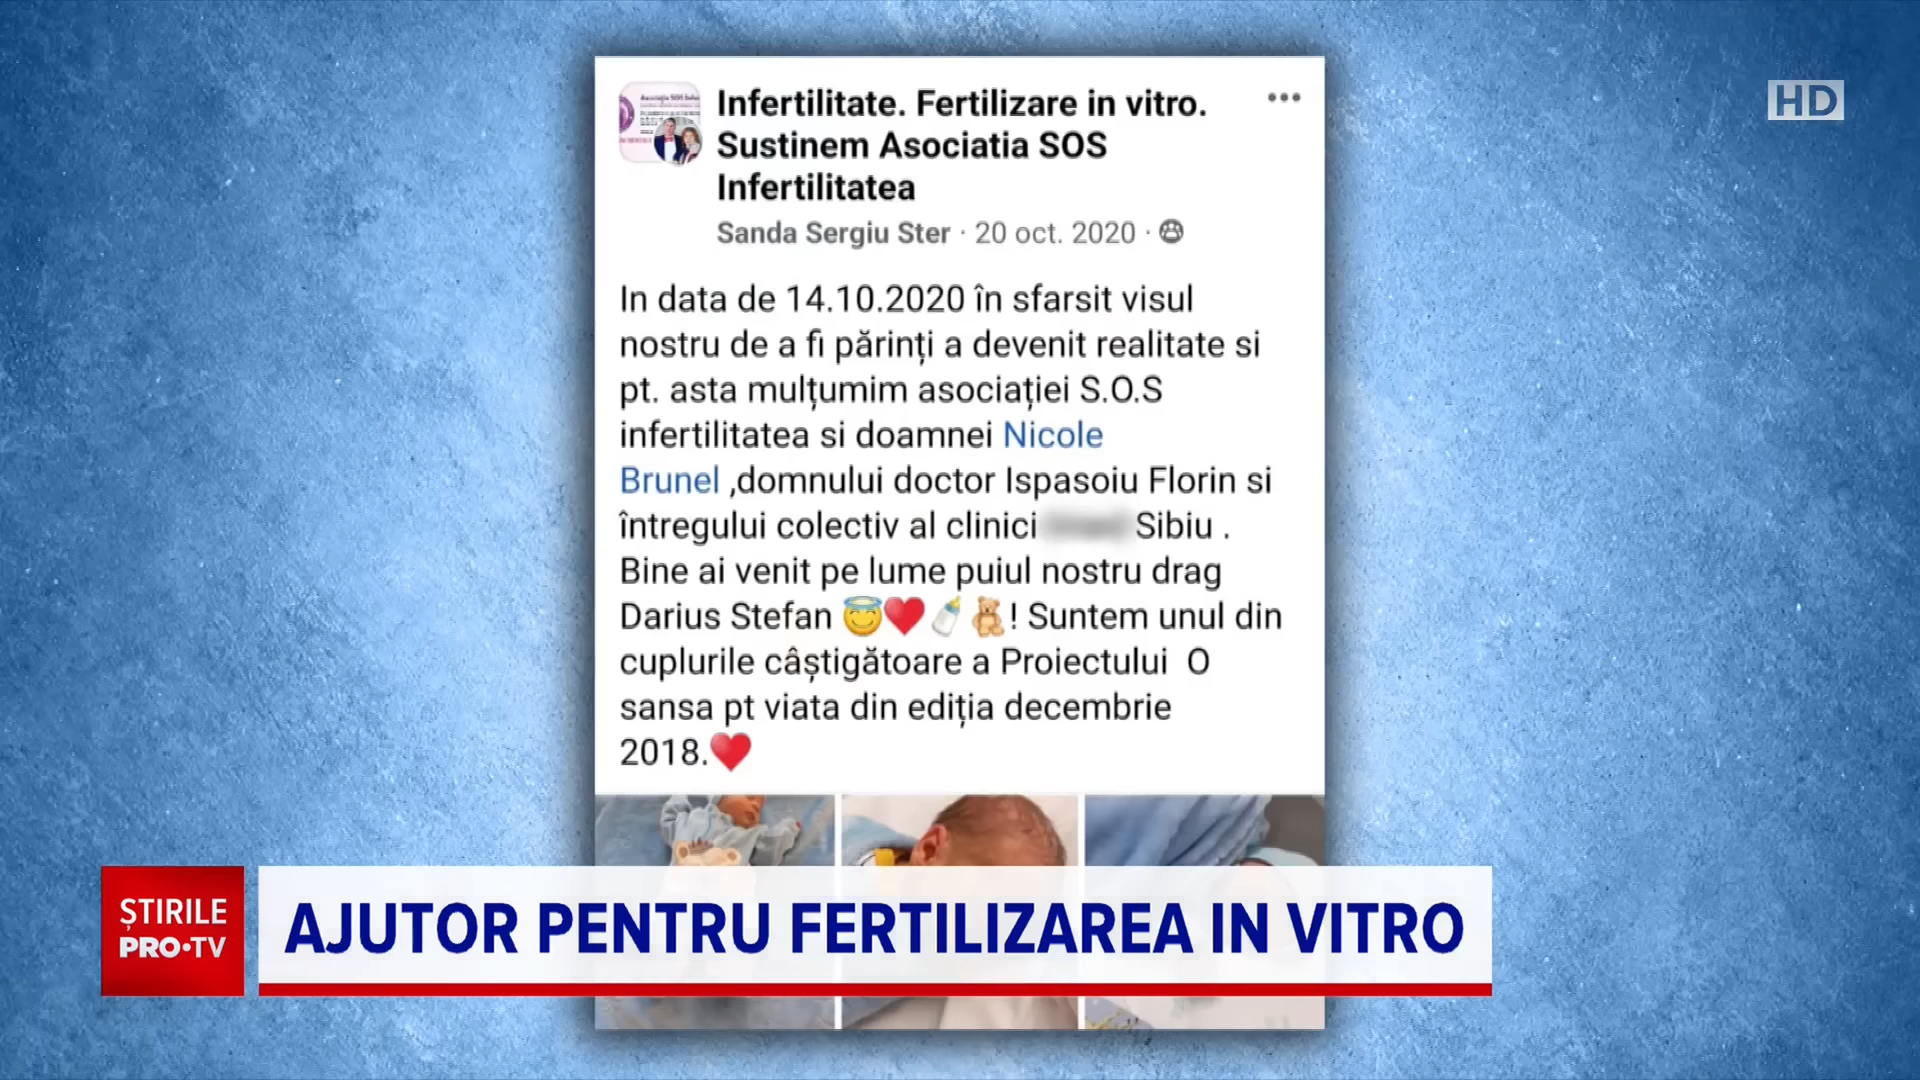 HD
Infertilitate. Fertilizare in vitro.
Sustinem Asociatia SOS
Infertilitatea
Sanda Sergiu Ster · 20 oct. 2020 ·
In data de 14.10.2020 în sfarsit visul
nostru de a fi părinți a devenit realitate si
pt. asta mulțumim asociației S.O.S
infertilitatea si doamnei Nicole
Brunel ,domnului doctor Ispasoiu Florin si
întregului colectiv al clinici Sibiu .
Bine ai venit pe lume puiul nostru drag
Darius Stefan 😇❤️🍼🧸! Suntem unul din
cuplurile câștigătoare a Proiectului O
sansa pt viata din ediția decembrie
2018.❤️
ȘTIRILE
PRO•TV
AJUTOR PENTRU FERTILIZAREA IN VITRO